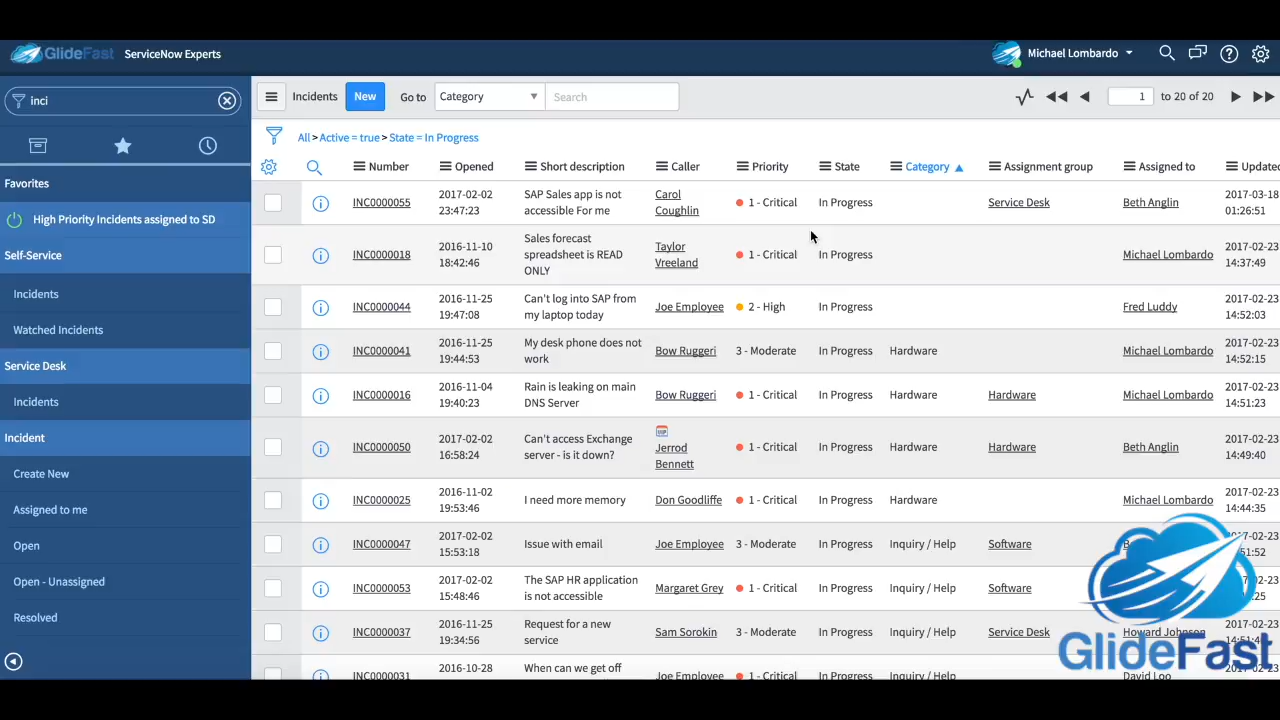 GlideFast ServiceNow Experts
Michael Lombardo
inci
Favorites
High Priority Incidents assigned to SD
Self-Service
Incidents
Watched Incidents
Service Desk
Incidents
Incident
Create New
Assigned to me
Open
Open - Unassigned
Resolved
Incidents New Go to Category Search 1 to 20 of 20
All > Active = true > State = In Progress
Number Opened Short description Caller Priority State Category Assignment group Assigned to Updated
INC0000055 2017-02-02 23:47:23 SAP Sales app is not accessible For me Carol Coughlin 1 - Critical In Progress Service Desk Beth Anglin 2017-03-18 01:26:51
INC0000018 2016-11-10 18:42:46 Sales forecast spreadsheet is READ ONLY Taylor Vreeland 1 - Critical In Progress Michael Lombardo 2017-02-23 14:37:49
INC0000044 2016-11-25 19:47:08 Can't log into SAP from my laptop today Joe Employee 2 - High In Progress Fred Luddy 2017-02-23 14:52:03
INC0000041 2016-11-25 19:44:53 My desk phone does not work Bow Ruggeri 3 - Moderate In Progress Hardware Michael Lombardo 2017-02-23 14:52:15
INC0000016 2016-11-04 19:40:23 Rain is leaking on main DNS Server Bow Ruggeri 1 - Critical In Progress Hardware Hardware Michael Lombardo 2017-02-23 14:51:23
INC0000050 2017-02-02 16:58:24 Can't access Exchange server - is it down? VIP Jerrod Bennett 1 - Critical In Progress Hardware Hardware Beth Anglin 2017-02-23 14:49:40
INC0000025 2016-11-02 19:53:46 I need more memory Don Goodliffe 1 - Critical In Progress Hardware Michael Lombardo 2017-02-23 14:44:35
INC0000047 2017-02-02 15:53:18 Issue with email Joe Employee 3 - Moderate In Progress Inquiry / Help Software 2017-02-23
INC0000053 2017-02-02 15:48:46 The SAP HR application is not accessible Margaret Grey 1 - Critical In Progress Inquiry / Help Software
INC0000037 2016-11-25 19:34:56 Request for a new service Sam Sorokin 3 - Moderate In Progress Inquiry / Help Service Desk Howard Johnson
INC0000031 2016-10-28 When can we get off Joe Employee 1 - Critical In Progress Inquiry / Help David Loo
GlideFast